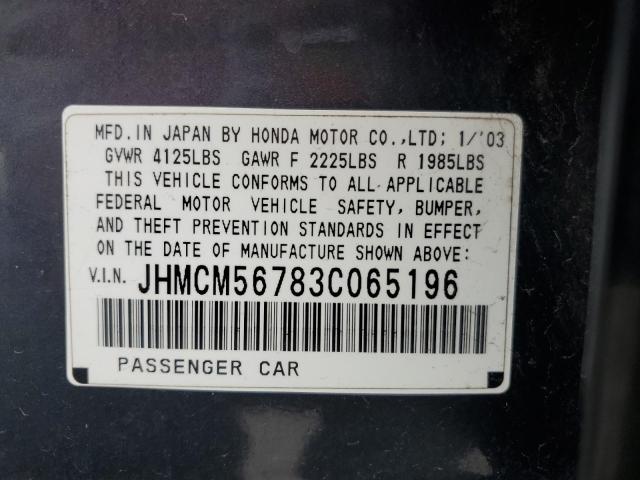 MFD.IN JAPAN BY HONDA MOTOR CO.,LTD; 1/'03
GVWR 4125LBS GAWR F 2225LBS R 1985LBS
THIS VEHICLE CONFORMS TO ALL APPLICABLE
FEDERAL MOTOR VEHICLE SAFETY, BUMPER,
AND THEFT PREVENTION STANDARDS IN EFFECT
ON THE DATE OF MANUFACTURE SHOWN ABOVE:
V.I.N. JHMCM56783C065196
PASSENGER CAR